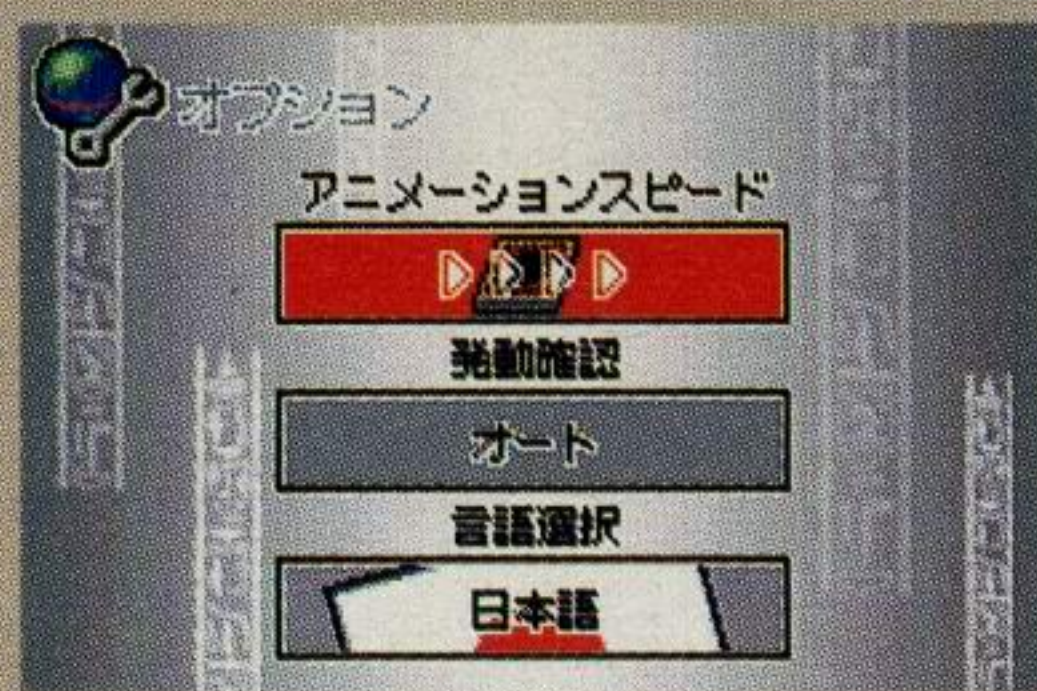 オプション
アニメーションスピード
発動確認
オート
言語選択
日本語